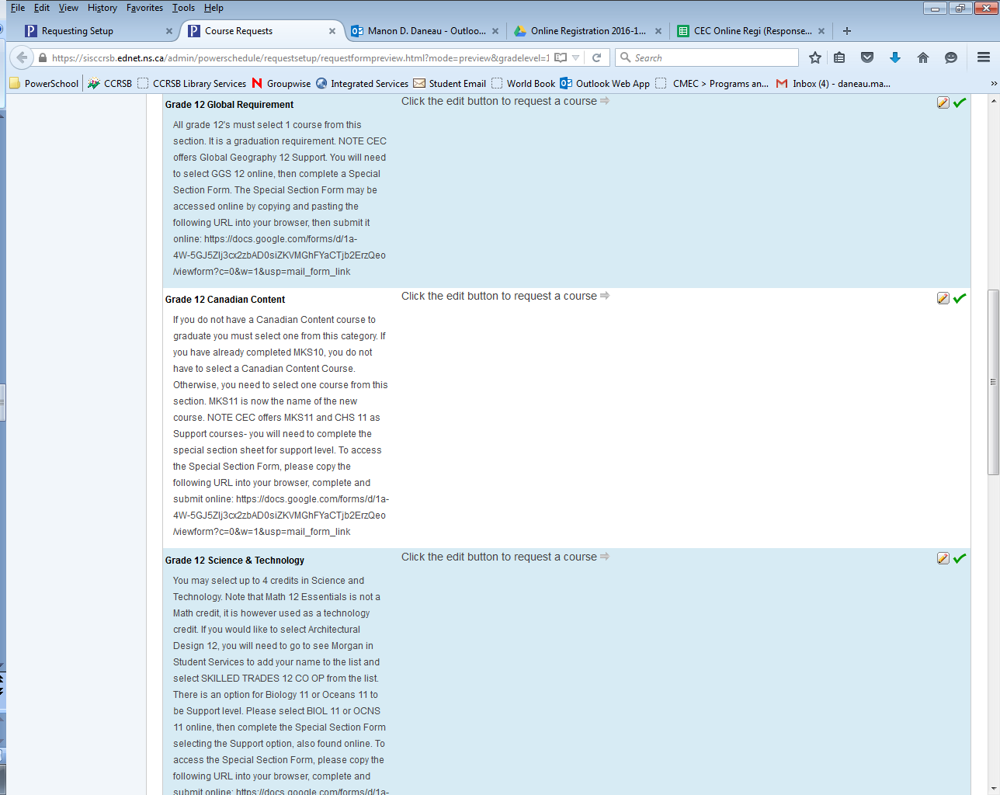 File Edit View History Favorites Tools Help
Requesting Setup × Course Requests × Manon D. Daneau - Outloo... × Online Registration 2016-1... × CEC Online Regi (Response... × +
https://sisccrsb.ednet.ns.ca/admin/powerschedule/requestsetup/requestformpreview.html?mode=preview&gradelevel=1 Search
PowerSchool CCRSB CCRSB Library Services Groupwise Integrated Services Student Email World Book Outlook Web App CMEC > Programs an... Inbox (4) - daneau.ma... »
Grade 12 Global Requirement
Click the edit button to request a course
All grade 12's must select 1 course from this
section. It is a graduation requirement. NOTE CEC
offers Global Geography 12 Support. You will need
to select GGS 12 online, then complete a Special
Section Form. The Special Section Form may be
accessed online by copying and pasting the
following URL into your browser, then submit it
online: https://docs.google.com/forms/d/1a-
4W-5GJ5Zlj3cx2zbAD0siZKVMGhFYaCTjb2ErzQeo
/viewform?c=0&w=1&usp=mail_form_link
Grade 12 Canadian Content
Click the edit button to request a course
If you do not have a Canadian Content course to
graduate you must select one from this category. If
you have already completed MKS10, you do not
have to select a Canadian Content Course.
Otherwise, you need to select one course from this
section. MKS11 is now the name of the new
course. NOTE CEC offers MKS11 and CHS 11 as
Support courses- you will need to complete the
special section sheet for support level. To access
the Special Section Form, please copy the
following URL into your browser, complete and
submit online: https://docs.google.com/forms/d/1a-
4W-5GJ5Zlj3cx2zbAD0siZKVMGhFYaCTjb2ErzQeo
/viewform?c=0&w=1&usp=mail_form_link
Grade 12 Science & Technology
Click the edit button to request a course
You may select up to 4 credits in Science and
Technology. Note that Math 12 Essentials is not a
Math credit, it is however used as a technology
credit. If you would like to select Architectural
Design 12, you will need to go to see Morgan in
Student Services to add your name to the list and
select SKILLED TRADES 12 CO OP from the list.
There is an option for Biology 11 or Oceans 11 to
be Support level. Please select BIOL 11 or OCNS
11 online, then complete the Special Section Form
selecting the Support option, also found online. To
access the Special Section Form, please copy the
following URL into your browser, complete and
submit online: https://docs.google.com/forms/d/1a-